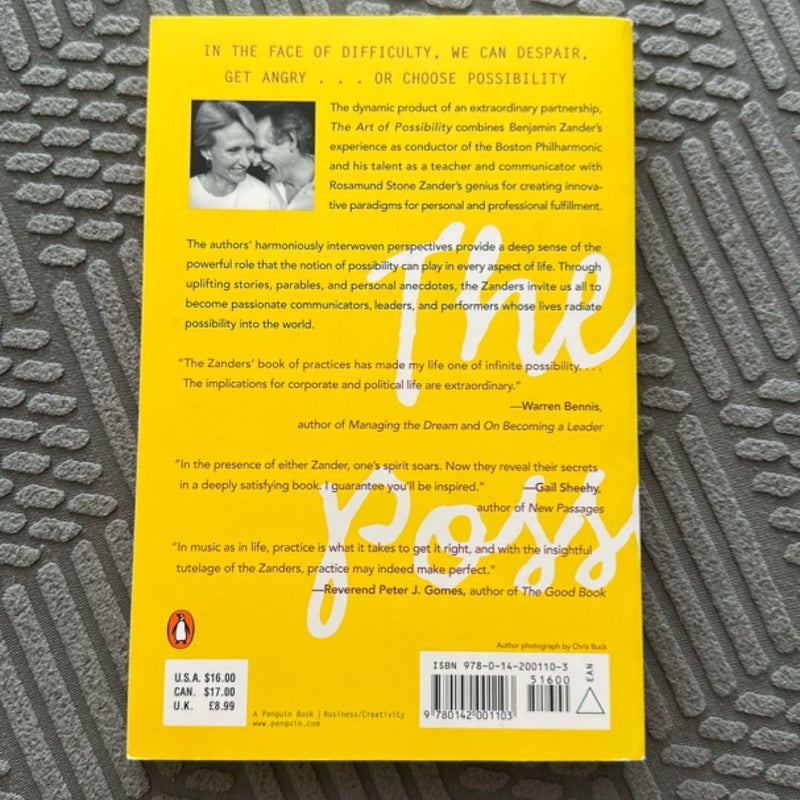 IN THE FACE OF DIFFICULTY, WE CAN DESPAIR,
GET ANGRY . . . OR CHOOSE POSSIBILITY
The dynamic product of an extraordinary partnership,
The Art of Possibility combines Benjamin Zander's
experience as conductor of the Boston Philharmonic
and his talent as a teacher and communicator with
Rosamund Stone Zander's genius for creating innova-
tive paradigms for personal and professional fulfillment.
The authors' harmoniously interwoven perspectives provide a deep sense of the
powerful role that the notion of possibility can play in every aspect of life. Through
uplifting stories, parables, and personal anecdotes, the Zanders invite us all to
become passionate communicators, leaders, and performers whose lives radiate
possibility into the world.
The
"The Zanders' book of practices has made my life one of infinite possibility. . . .
The implications for corporate and political life are extraordinary."
—Warren Bennis,
author of Managing the Dream and On Becoming a Leader
"In the presence of either Zander, one's spirit soars. Now they reveal their secrets
in a deeply satisfying book. I guarantee you'll be inspired." —Gail Sheehy,
author of New Passages
poss
"In music as in life, practice is what it takes to get it right, and with the insightful
tutelage of the Zanders, practice may indeed make perfect."
—Reverend Peter J. Gomes, author of The Good Book
Author photograph by Chris Buck
U.S.A. $16.00
CAN. $17.00
U.K. £8.99
A Penguin Book | Business/Creativity
www.penguin.com
ISBN 978-0-14-200110-3
51600
EAN
9 780142 001103